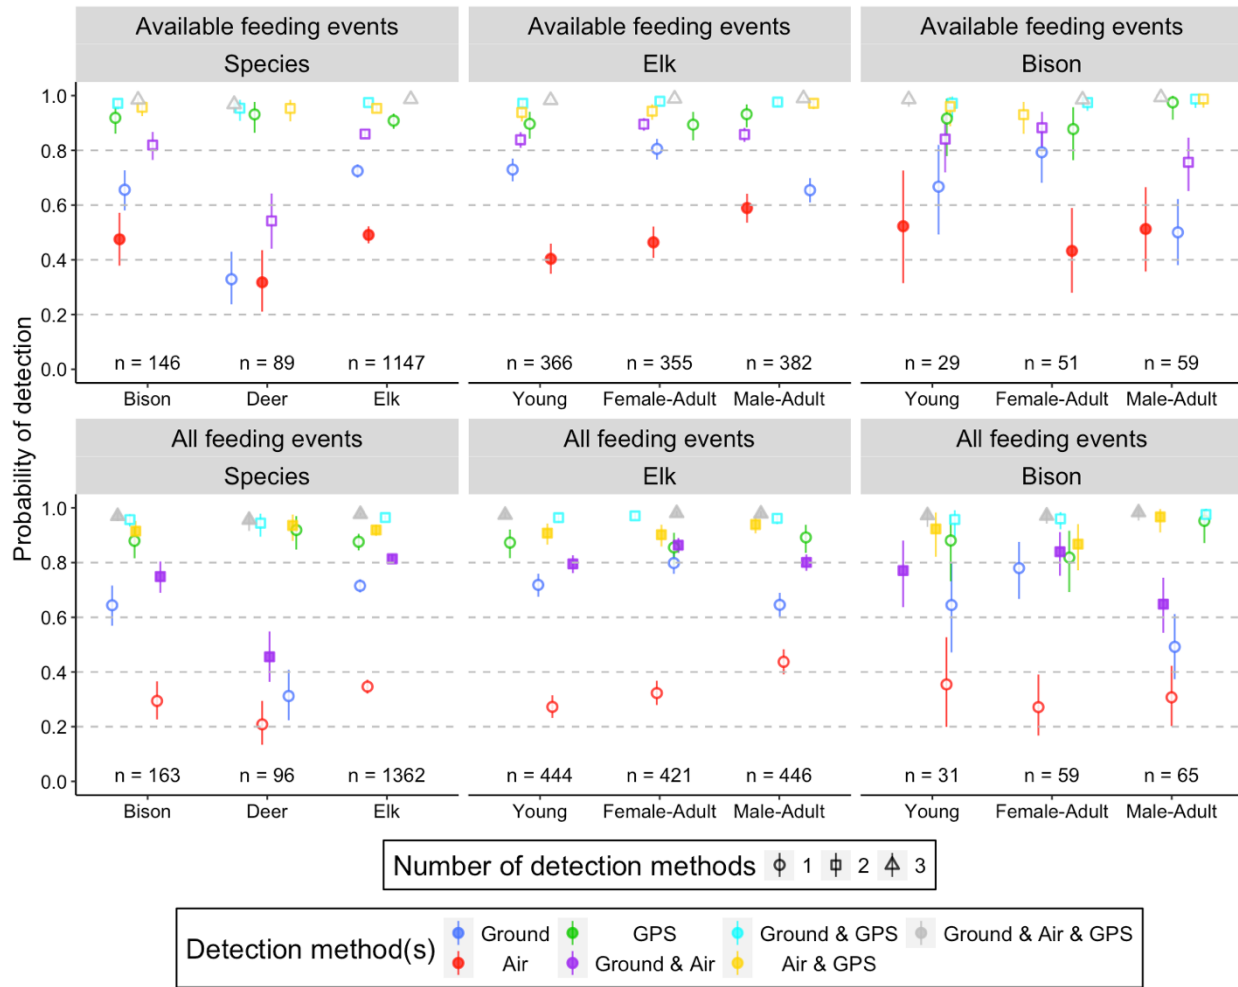 Available feeding events Available feeding events Available feeding events
Species Elk Bison
1.0
0.8
0.6
0.4
0.2
0.0
n = 146 n = 89 n = 1147 n = 366 n = 355 n = 382 n = 29 n = 51 n = 59
Bison Deer Elk Young Female-Adult Male-Adult Young Female-Adult Male-Adult
Probability of detection
All feeding events All feeding events All feeding events
Species Elk Bison
1.0
0.8
0.6
0.4
0.2
0.0
n = 163 n = 96 n = 1362 n = 444 n = 421 n = 446 n = 31 n = 59 n = 65
Bison Deer Elk Young Female-Adult Male-Adult Young Female-Adult Male-Adult
Number of detection methods 1 2 3
Detection method(s) Ground GPS Ground & GPS Ground & Air & GPS
Air Ground & Air Air & GPS